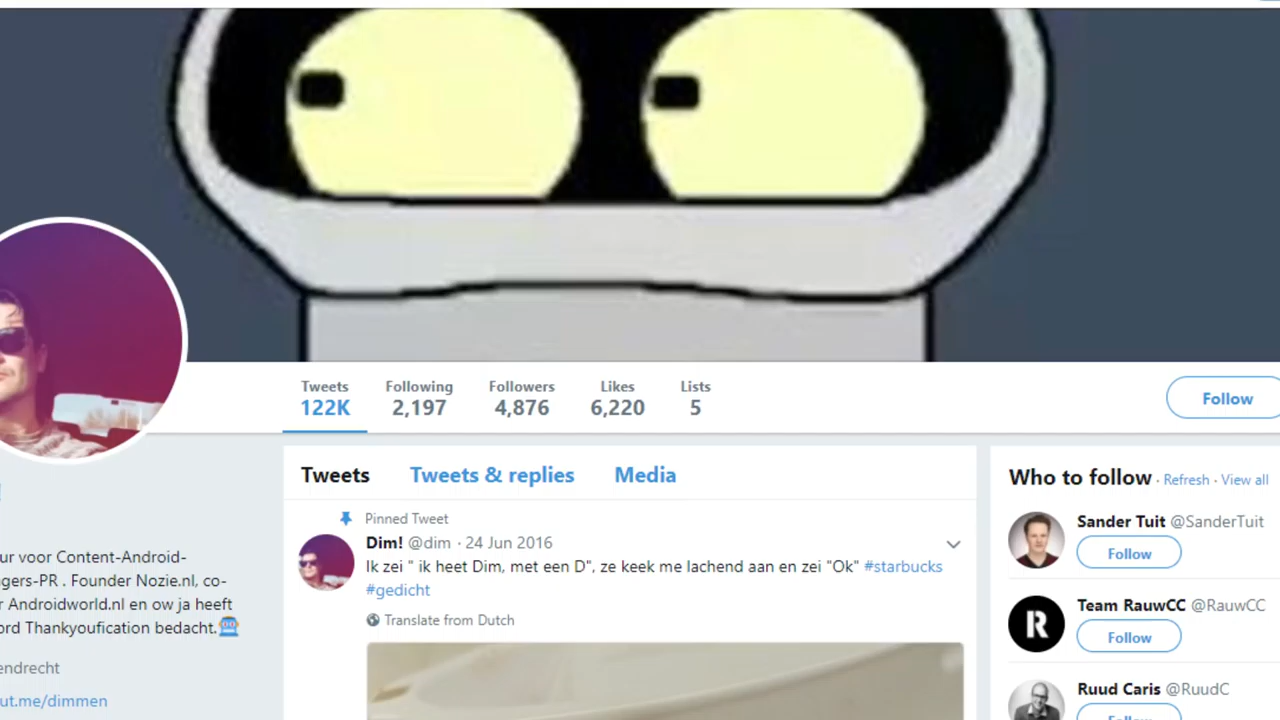 Tweets Following Followers Likes Lists
122K 2,197 4,876 6,220 5
Follow
ur voor Content-Android-
gers-PR . Founder Nozie.nl, co-
r Androidworld.nl en ow ja heeft
ord Thankyoufication bedacht.
endrecht
ut.me/dimmen
Tweets Tweets & replies Media
Pinned Tweet
Dim! @dim · 24 Jun 2016
Ik zei " ik heet Dim, met een D", ze keek me lachend aan en zei "Ok" #starbucks
#gedicht
Translate from Dutch
Who to follow · Refresh · View all
Sander Tuit @SanderTuit
Follow
Team RauwCC @RauwCC
R
Follow
Ruud Caris @RuudC
Follow